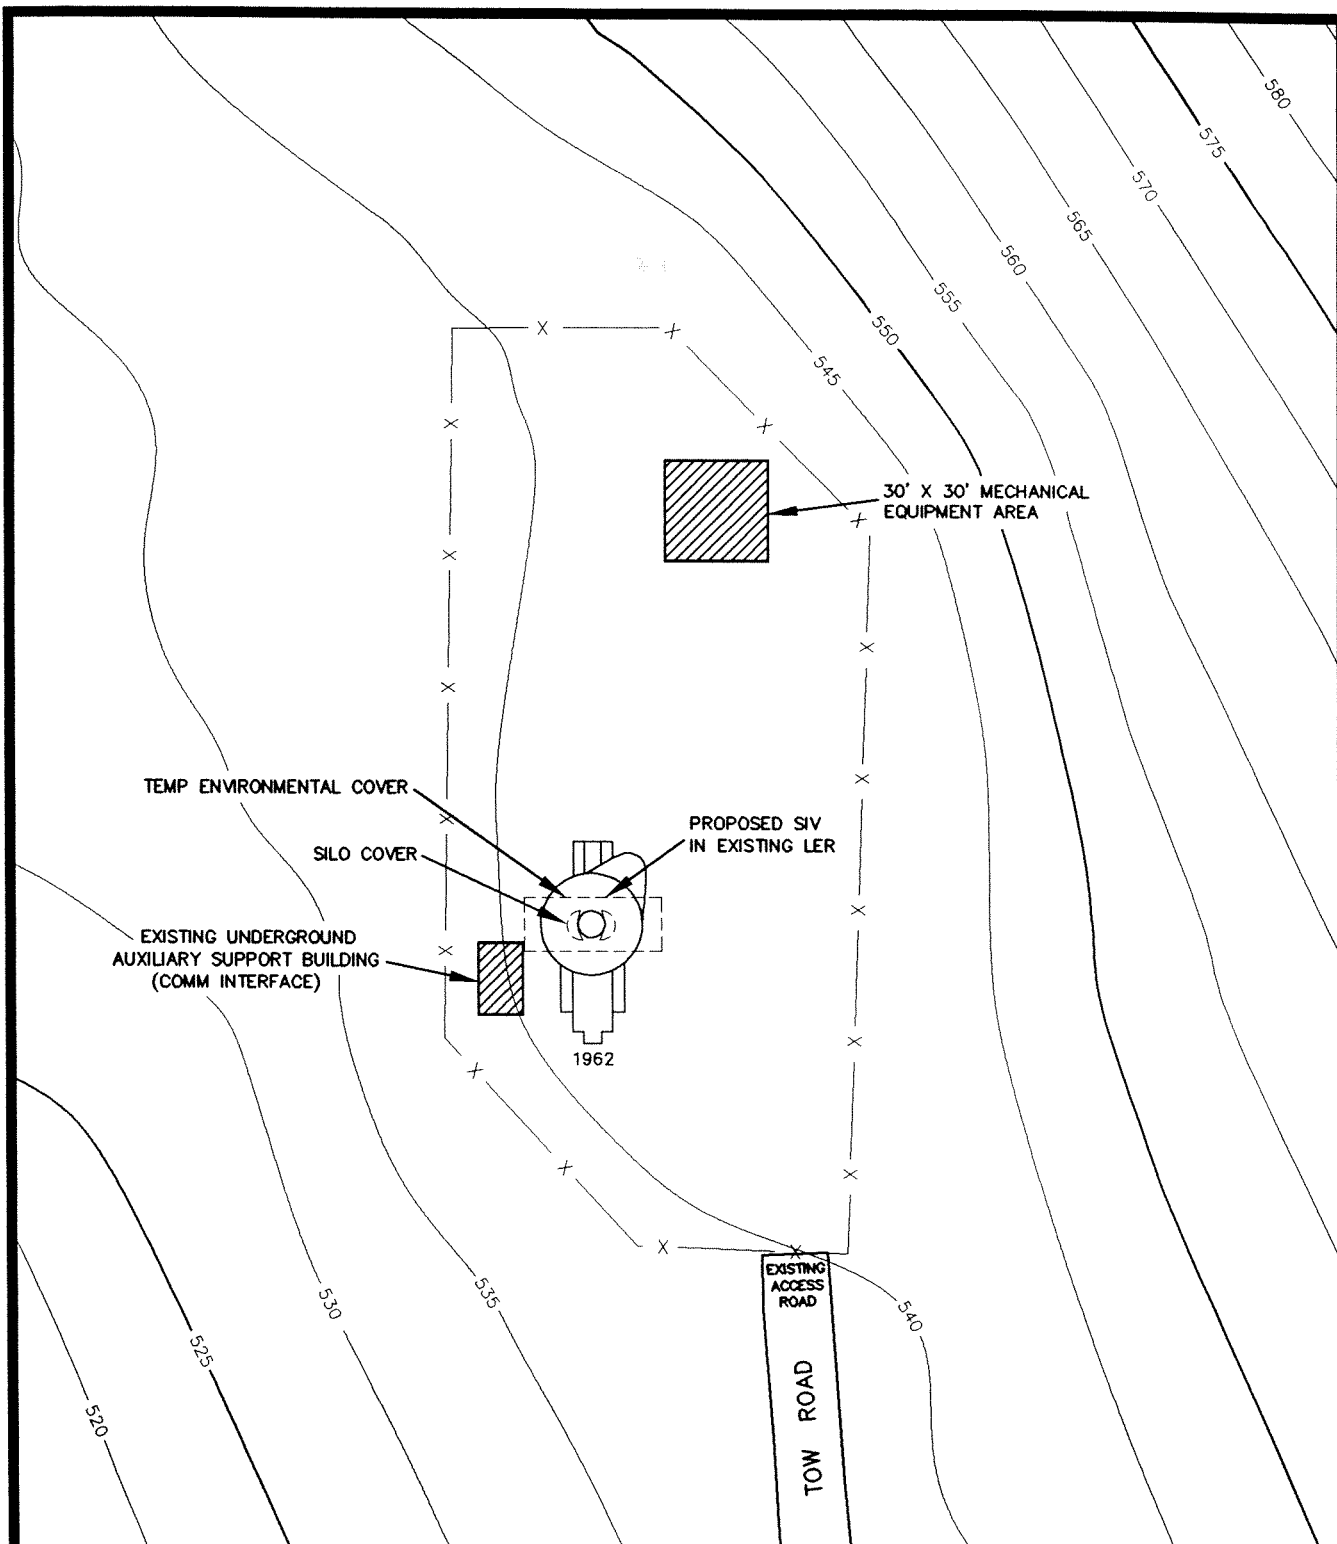 580
575
570
565
560
555
550
545
30' X 30' MECHANICAL
EQUIPMENT AREA
TEMP ENVIRONMENTAL COVER
PROPOSED SIV
IN EXISTING LER
SILO COVER
EXISTING UNDERGROUND
AUXILIARY SUPPORT BUILDING
(COMM INTERFACE)
1962
EXISTING
ACCESS
ROAD
TOW ROAD
540
535
530
525
520